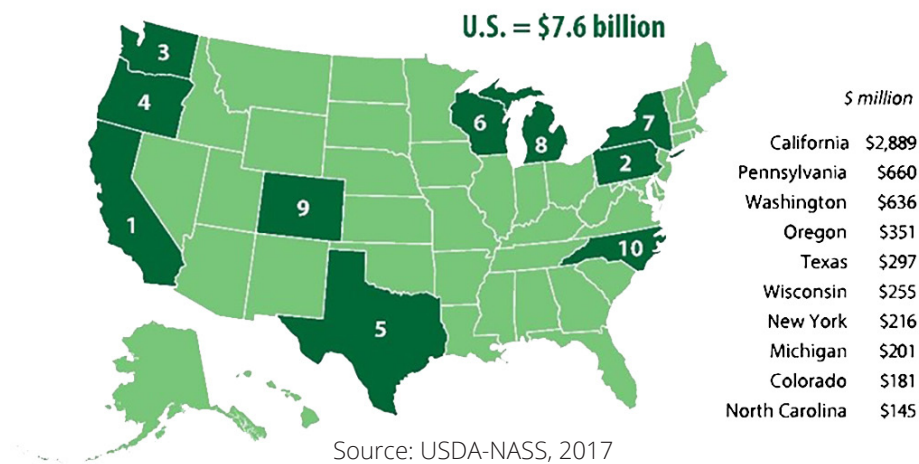 U.S. = $7.6 billion
3
4
1
9
5
6
8
7
2
10
$ million
California $2,889
Pennsylvania $660
Washington $636
Oregon $351
Texas $297
Wisconsin $255
New York $216
Michigan $201
Colorado $181
North Carolina $145
Source: USDA-NASS, 2017